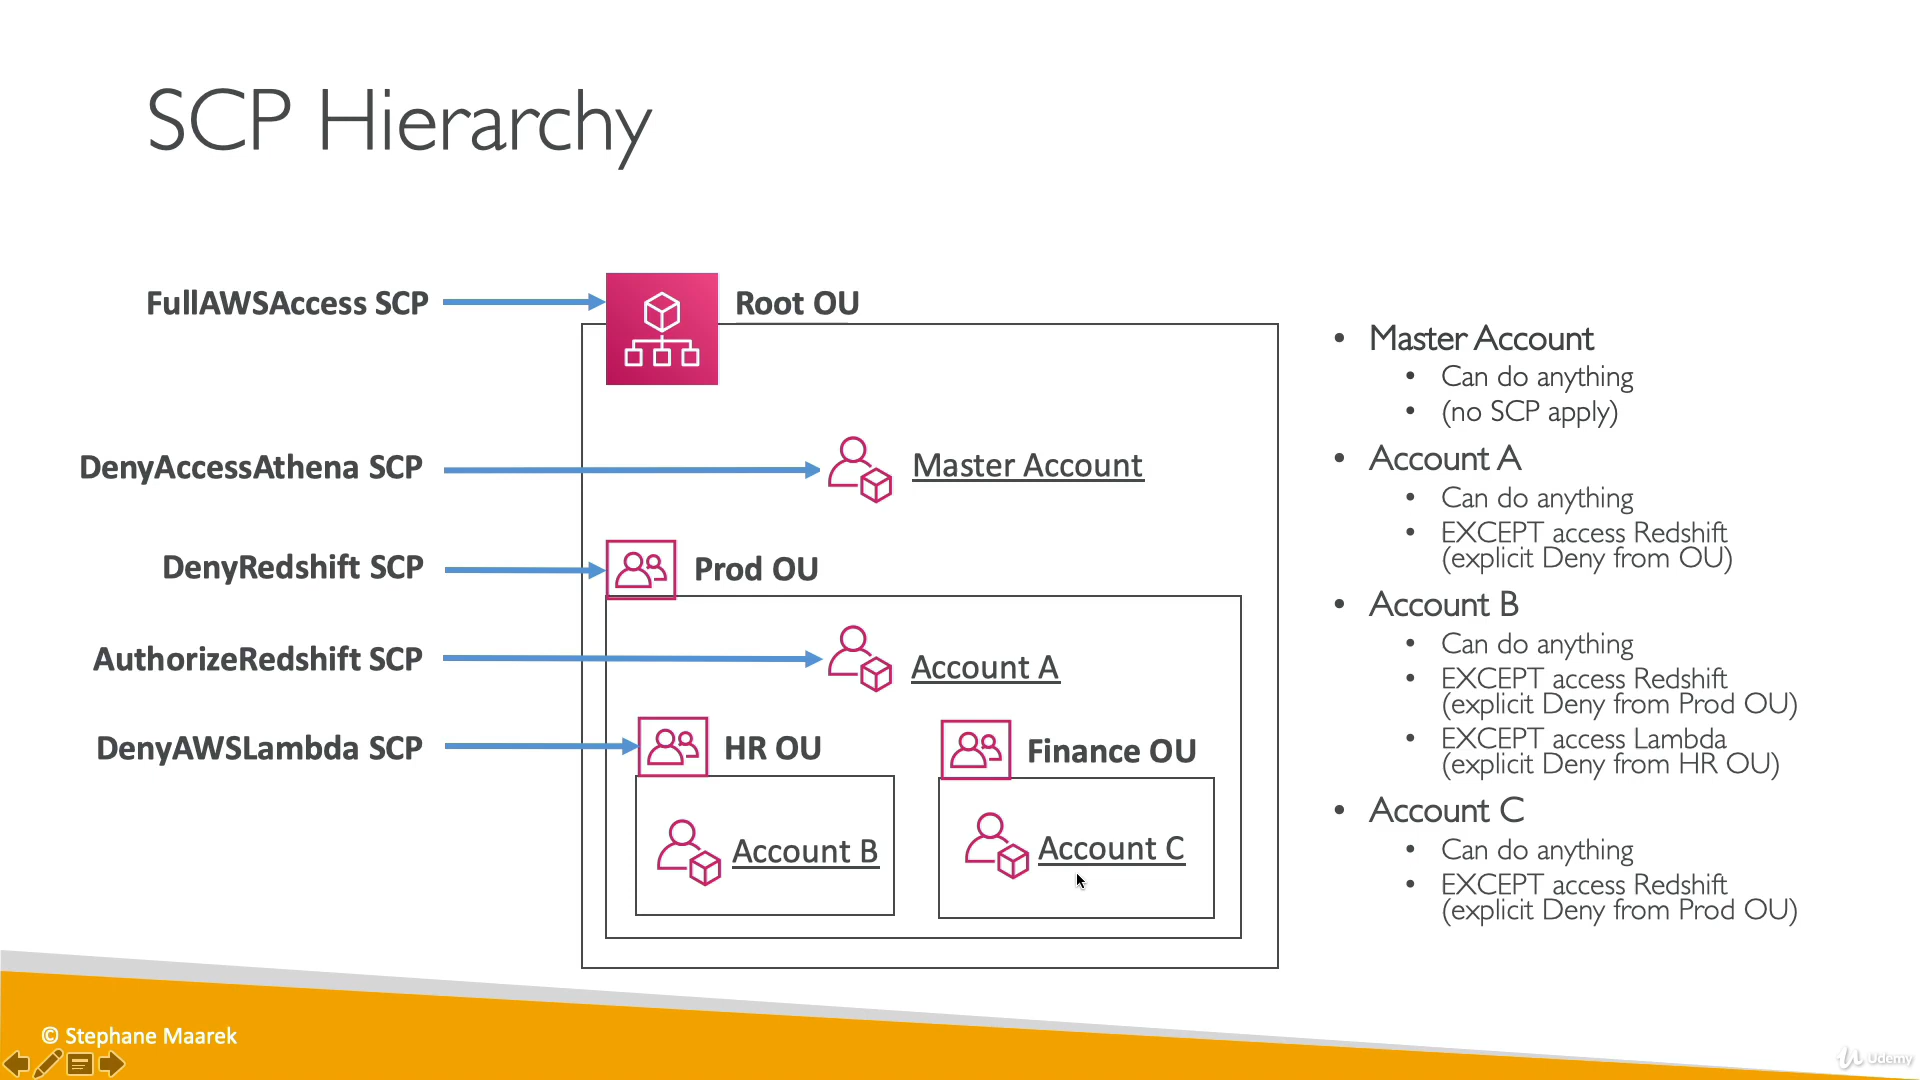 SCP Hierarchy
FullAWSAccess SCP
Root OU
DenyAccessAthena SCP
Master Account
DenyRedshift SCP
Prod OU
AuthorizeRedshift SCP
Account A
DenyAWSLambda SCP
HR OU
Finance OU
Account B
Account C
• Master Account
• Can do anything
• (no SCP apply)
• Account A
• Can do anything
• EXCEPT access Redshift
(explicit Deny from OU)
• Account B
• Can do anything
• EXCEPT access Redshift
(explicit Deny from Prod OU)
• EXCEPT access Lambda
(explicit Deny from HR OU)
• Account C
• Can do anything
• EXCEPT access Redshift
(explicit Deny from Prod OU)
© Stephane Maarek
Udemy